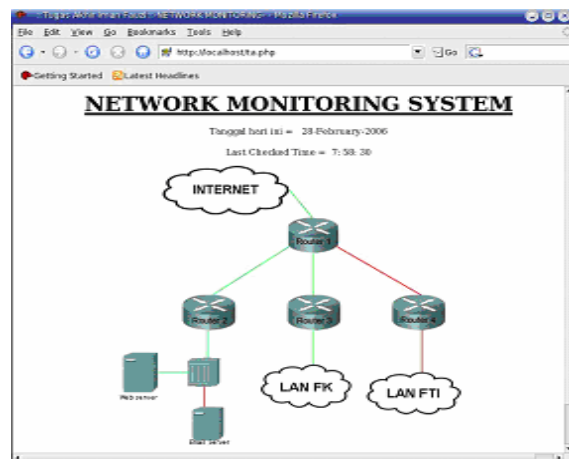 ::Tugas Akhir Iman Fauzi :: NETWORK MONITORING - Mozilla Firefox
File Edit View Go Bookmarks Tools Help
http://localhost/ta.php Go
Getting Started Latest Headlines
NETWORK MONITORING SYSTEM
Tanggal hari ini = 28-February-2006
Last Checked Time = 7: 58: 30
INTERNET
Router 1
Router 2 Router 3 Router 4
Web server
LAN FK LAN FTI
Email server